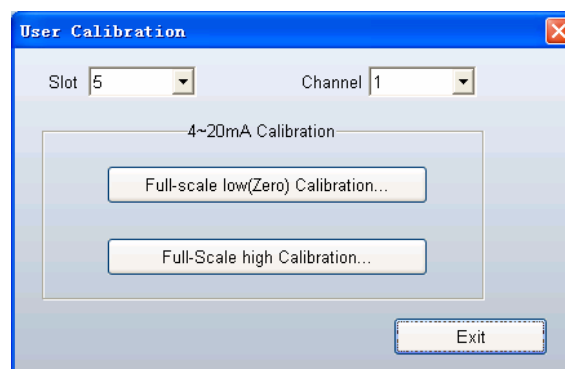 User Calibration
Slot 5 Channel 1
4~20mA Calibration
Full-scale low(Zero) Calibration...
Full-Scale high Calibration...
Exit